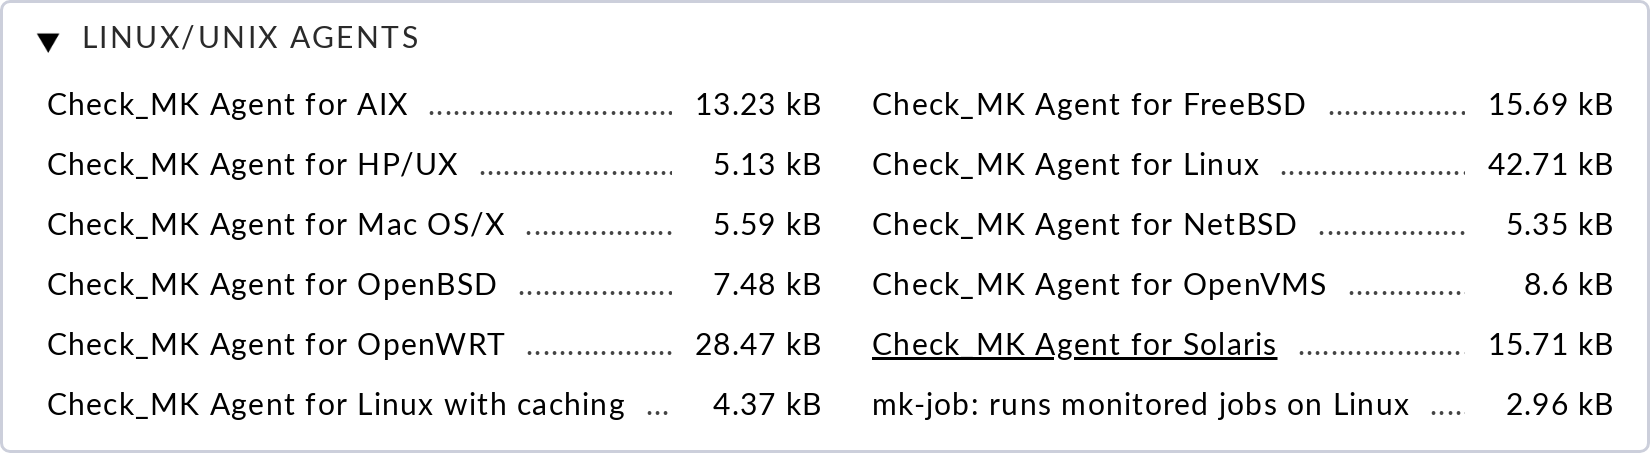 ▼ LINUX/UNIX AGENTS
Check_MK Agent for AIX ............................ 13.23 kB
Check_MK Agent for FreeBSD ................ 15.69 kB
Check_MK Agent for HP/UX ...................... 5.13 kB
Check_MK Agent for Linux ..................... 42.71 kB
Check_MK Agent for Mac OS/X ................. 5.59 kB
Check_MK Agent for NetBSD ................. 5.35 kB
Check_MK Agent for OpenBSD .................. 7.48 kB
Check_MK Agent for OpenVMS .............. 8.6 kB
Check_MK Agent for OpenWRT ................. 28.47 kB
Check_MK Agent for Solaris ................... 15.71 kB
Check_MK Agent for Linux with caching ... 4.37 kB
mk-job: runs monitored jobs on Linux .... 2.96 kB